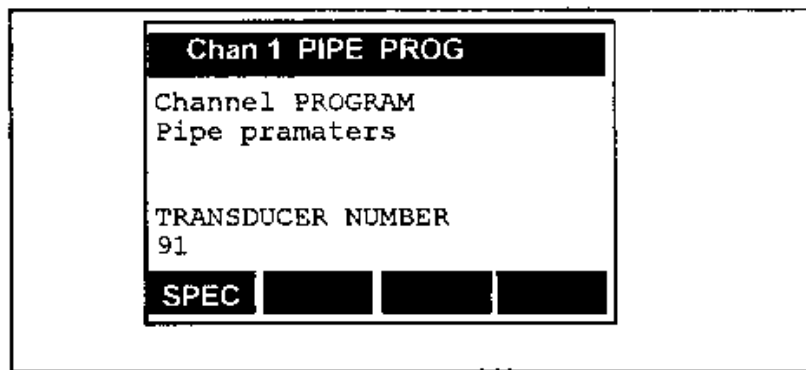 Chan 1 PIPE PROG
Channel PROGRAM
Pipe pramaters
TRANSDUCER NUMBER
91
SPEC